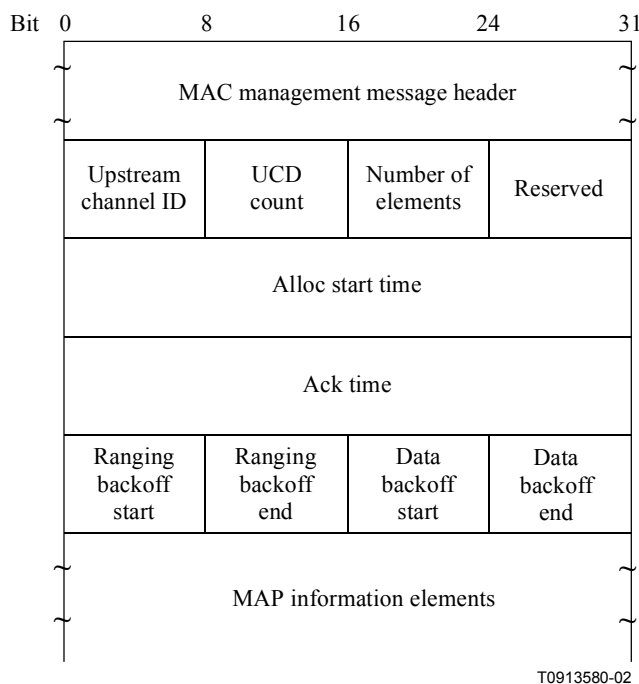 Bit 0 8 16 24 31
MAC management message header
Upstream channel ID
UCD count
Number of elements
Reserved
Alloc start time
Ack time
Ranging backoff start
Ranging backoff end
Data backoff start
Data backoff end
MAP information elements
T0913580-02